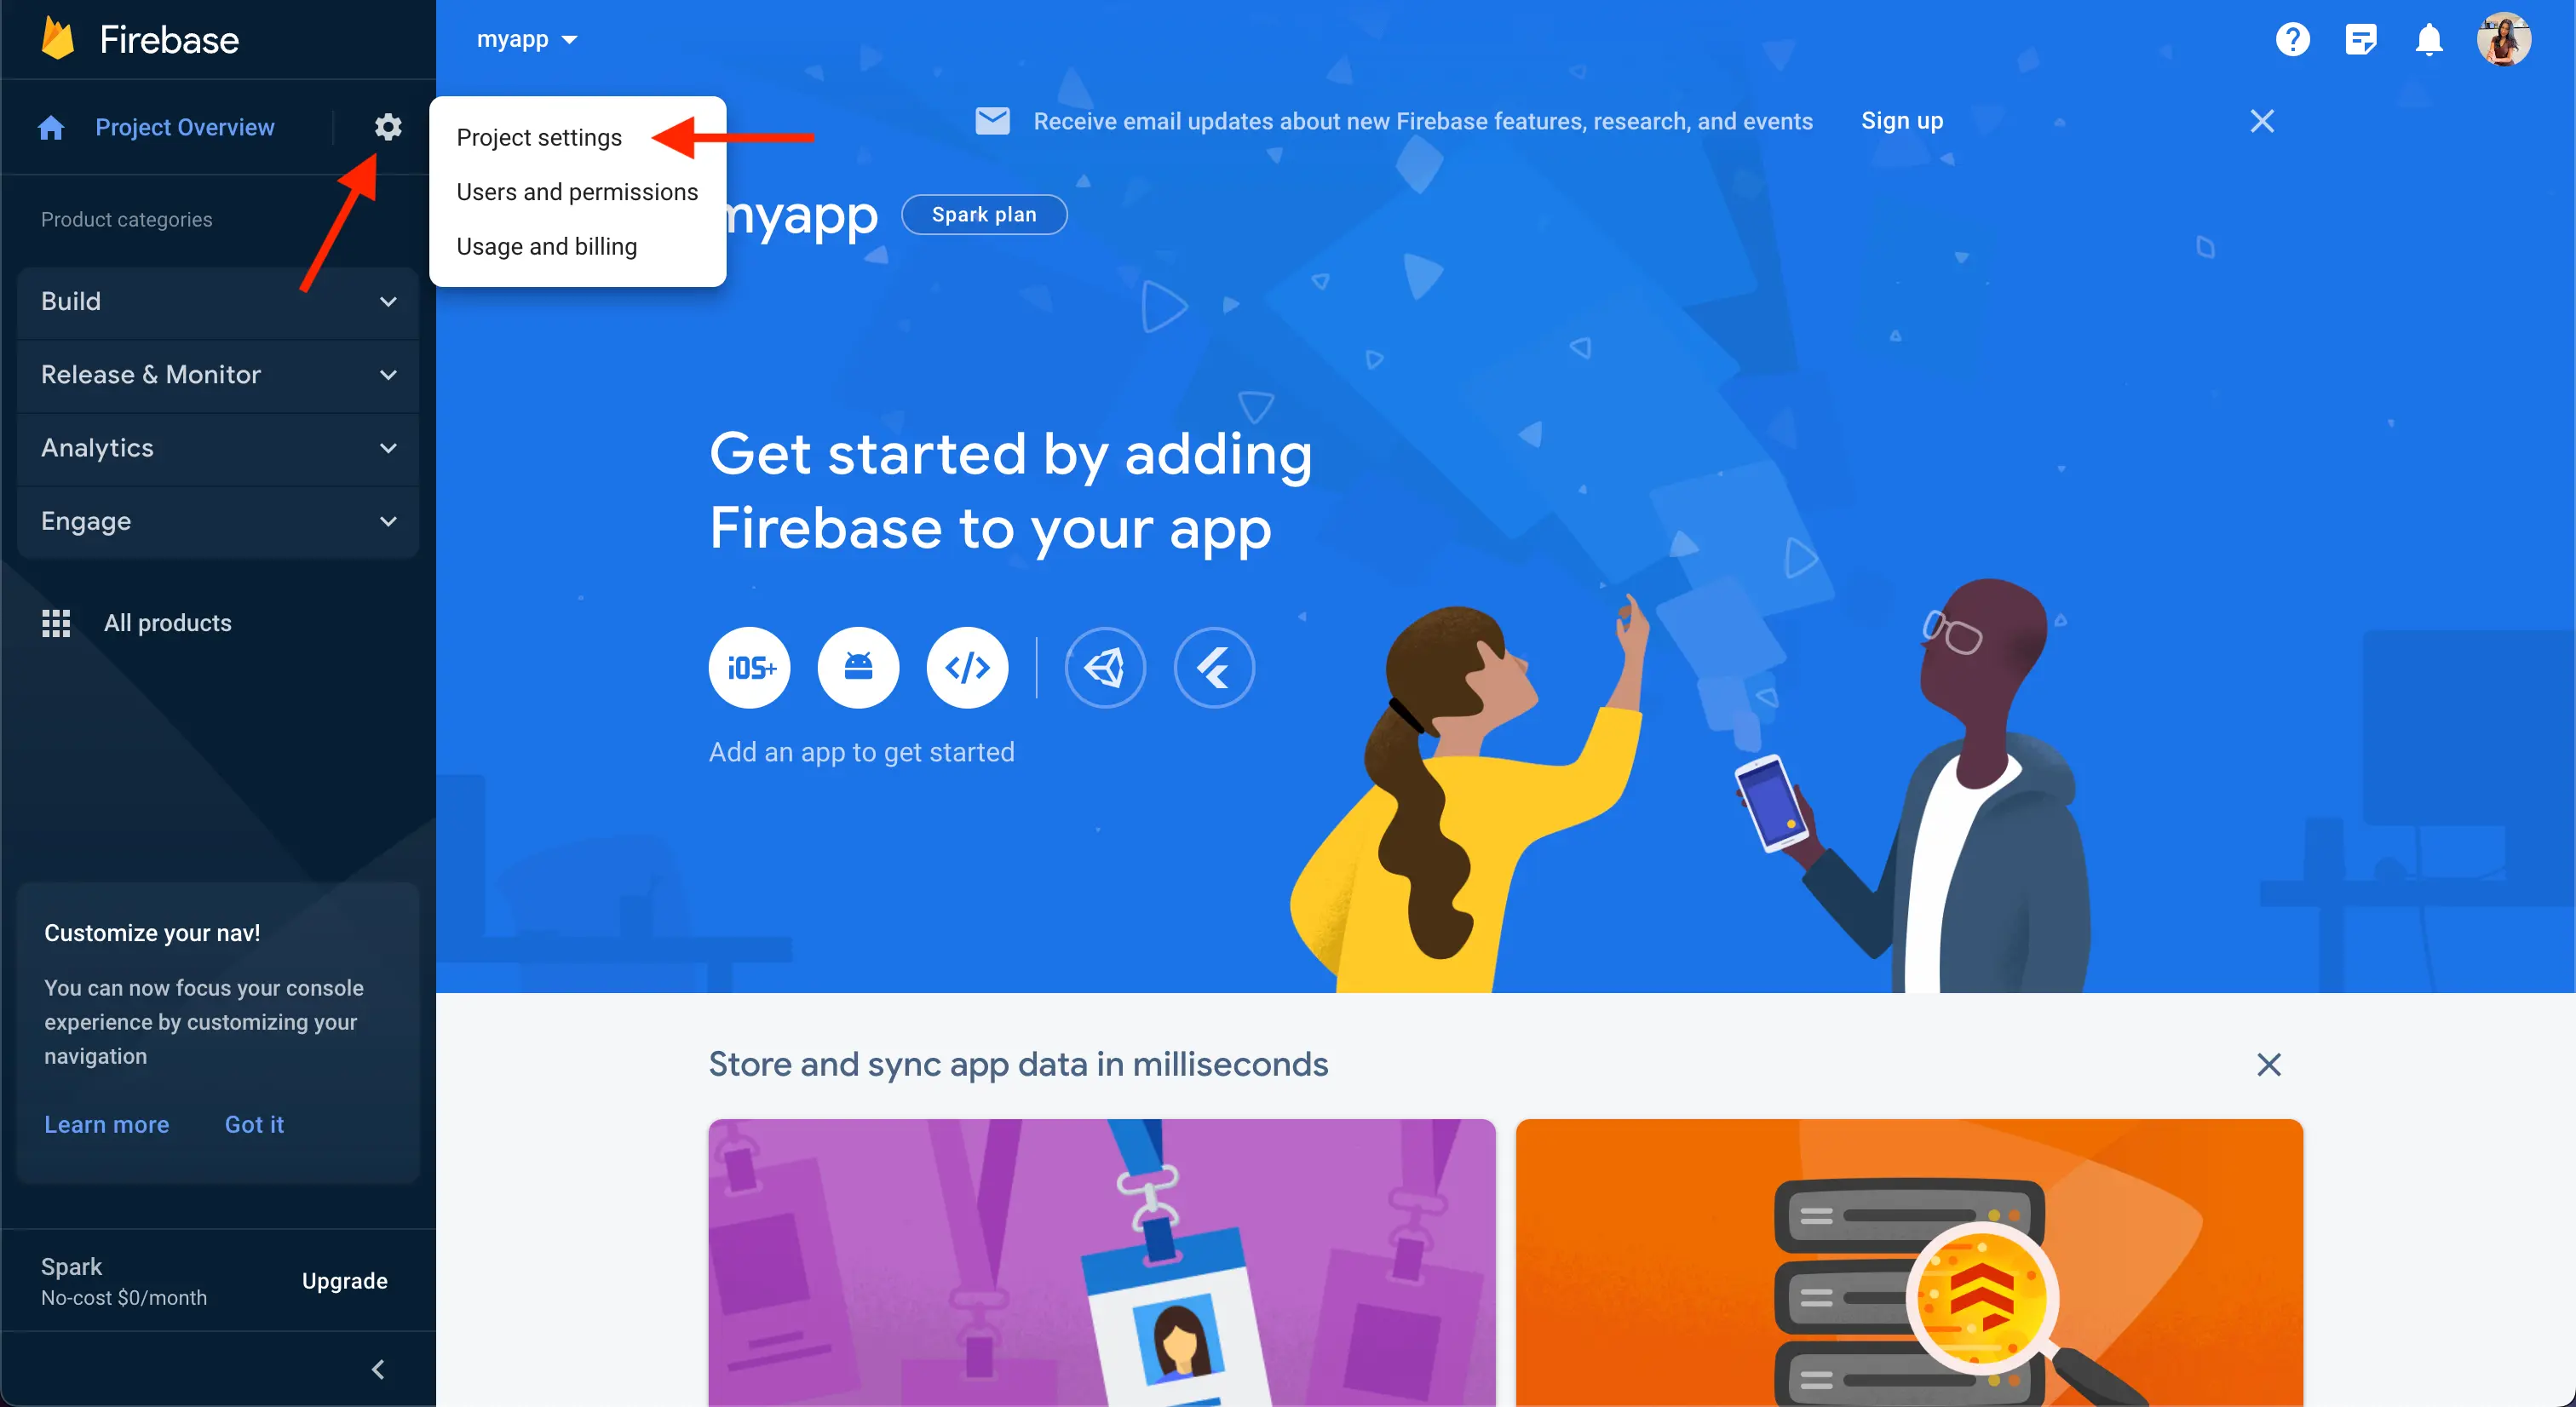 Firebase
myapp
Project Overview
Project settings
Users and permissions
Usage and billing
Receive email updates about new Firebase features, research, and events
Sign up
myapp
Spark plan
Product categories
Build
Release & Monitor
Analytics
Engage
All products
Get started by adding
Firebase to your app
iOS+
Add an app to get started
Customize your nav!
You can now focus your console
experience by customizing your
navigation
Learn more
Got it
Spark
No-cost $0/month
Upgrade
Store and sync app data in milliseconds